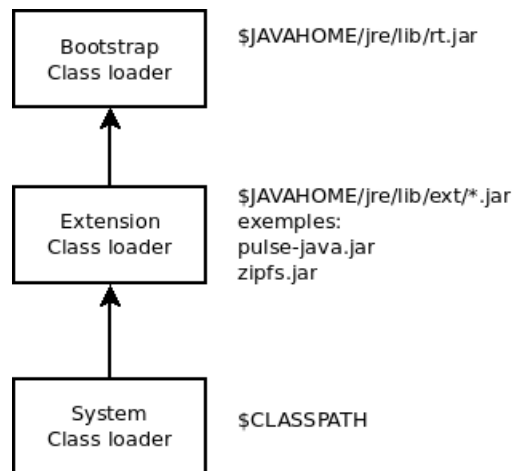 Bootstrap
Class loader
$JAVAHOME/jre/lib/rt.jar
Extension
Class loader
$JAVAHOME/jre/lib/ext/*.jar
exemples:
pulse-java.jar
zipfs.jar
System
Class loader
$CLASSPATH